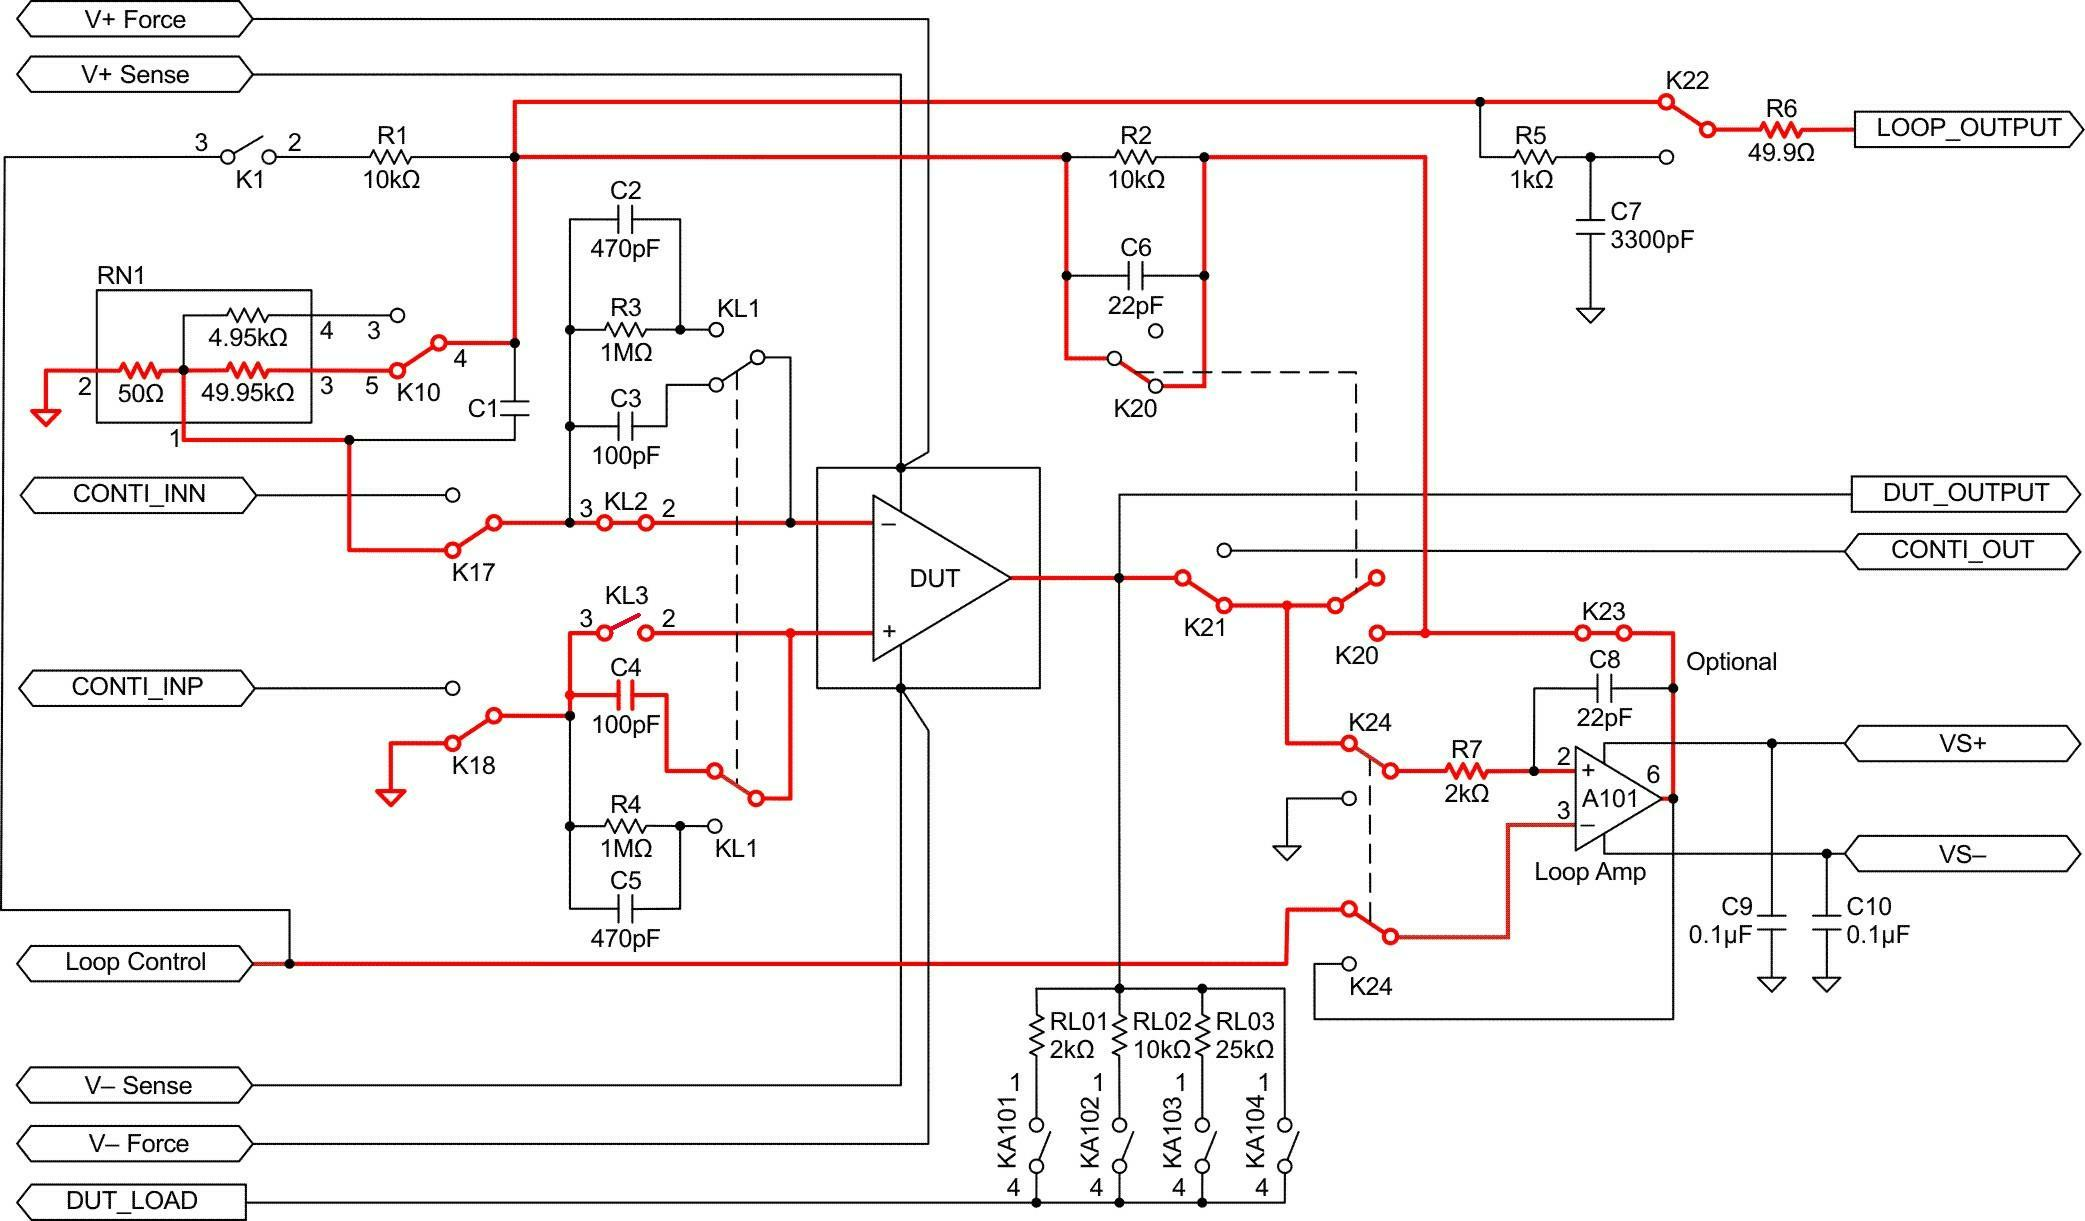 V+ Force
V+ Sense
K22
R6
LOOP_OUTPUT
49.9Ω
3
2
K1
R1
10kΩ
R2
10kΩ
R5
1kΩ
C7
3300pF
C2
470pF
C6
22pF
RN1
4.95kΩ
4
3
R3
1MΩ
KL1
2
50Ω
49.95kΩ
3
5
K10
4
C1
C3
100pF
K20
1
CONTI_INN
3
KL2
2
DUT_OUTPUT
K17
DUT
–
+
CONTI_OUT
K21
KL3
3
2
K23
K20
Optional
CONTI_INP
C4
100pF
C8
22pF
K18
K24
R7
2kΩ
2
+
6
A101
3
–
Loop Amp
VS+
VS–
R4
1MΩ
KL1
C5
470pF
C9
0.1µF
C10
0.1µF
Loop Control
K24
RL01
2kΩ
RL02
10kΩ
RL03
25kΩ
V– Sense
1
1
1
1
KA101
KA102
KA103
KA104
V– Force
4
4
4
4
DUT_LOAD